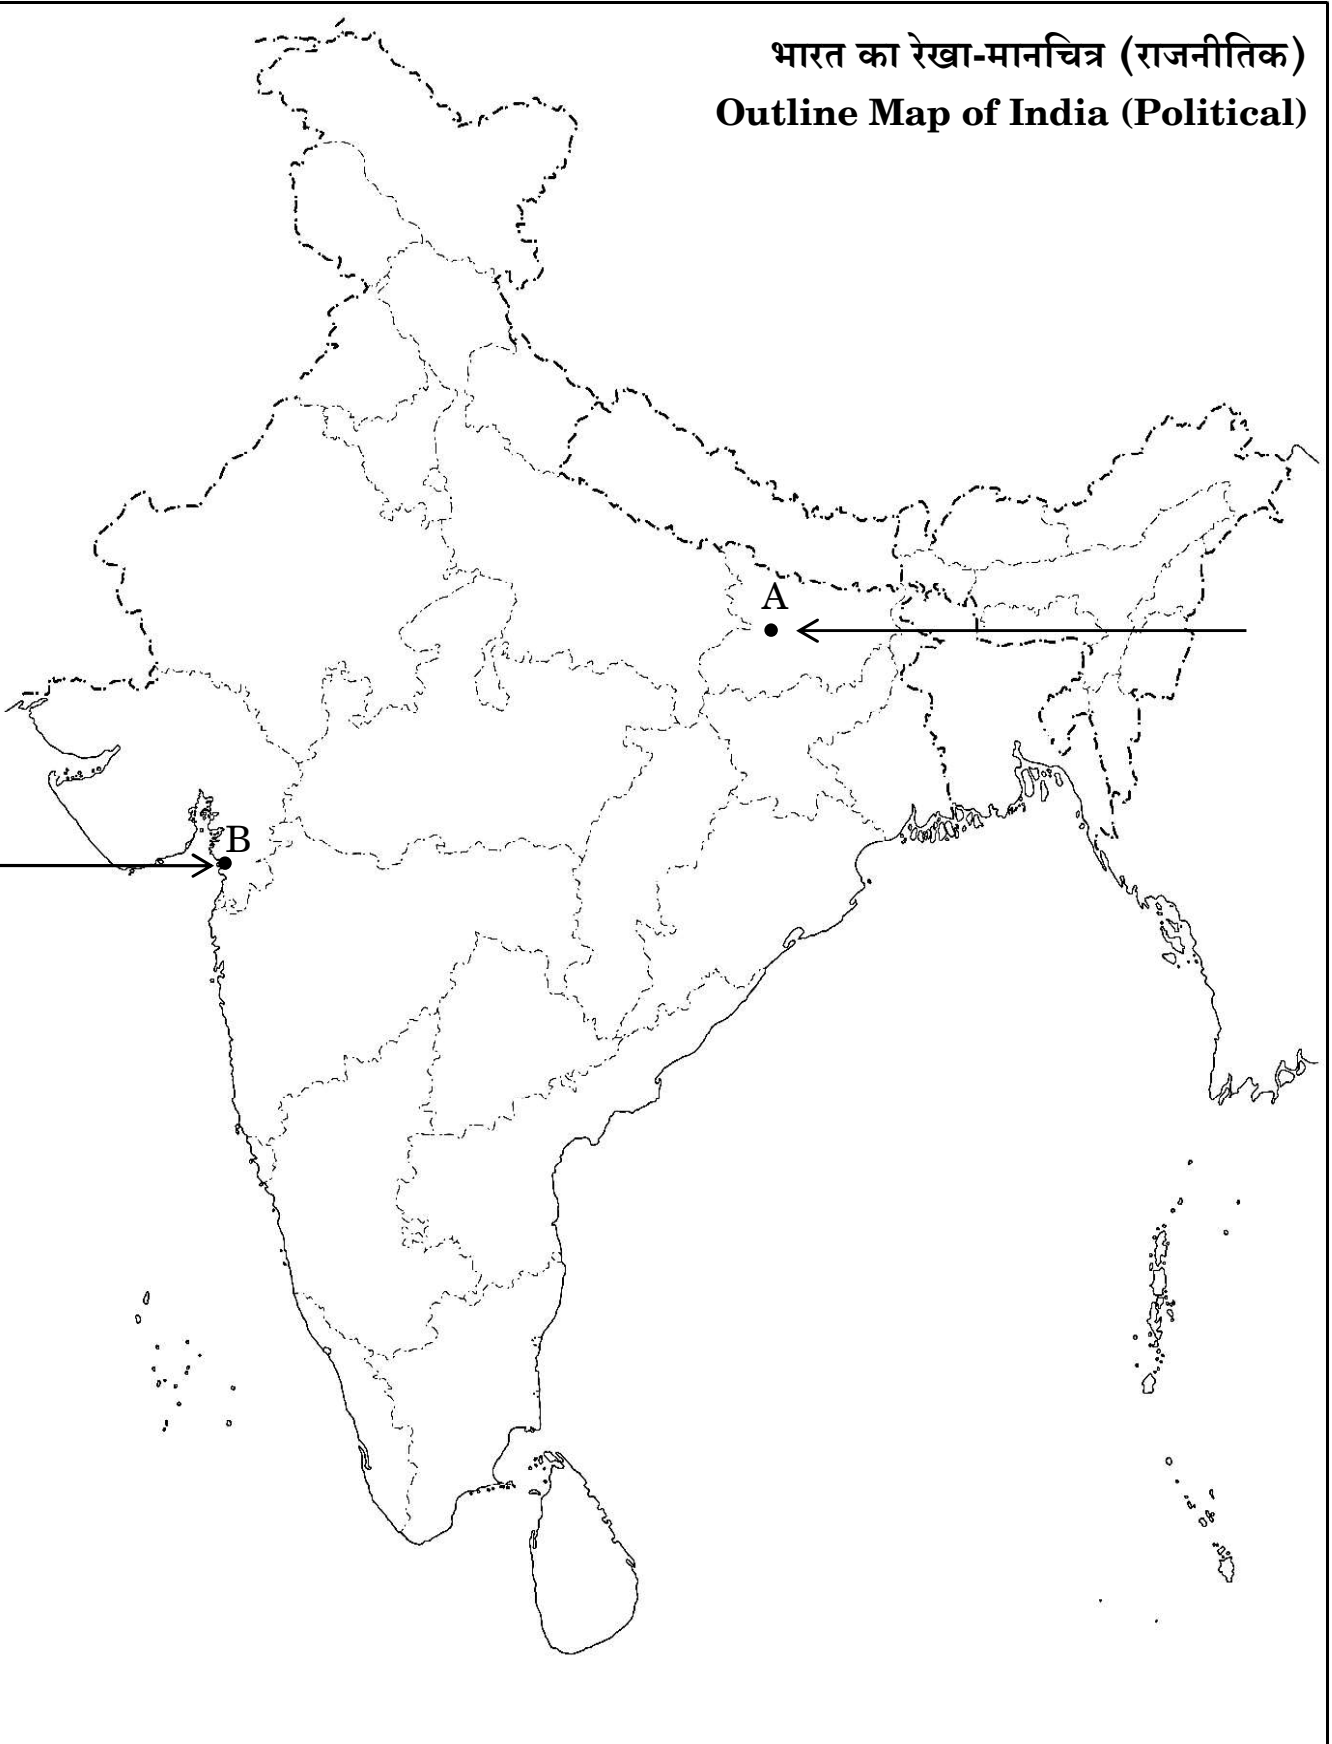 भारत का रेखा-मानचित्र (राजनीतिक)
Outline Map of India (Political)
A
B